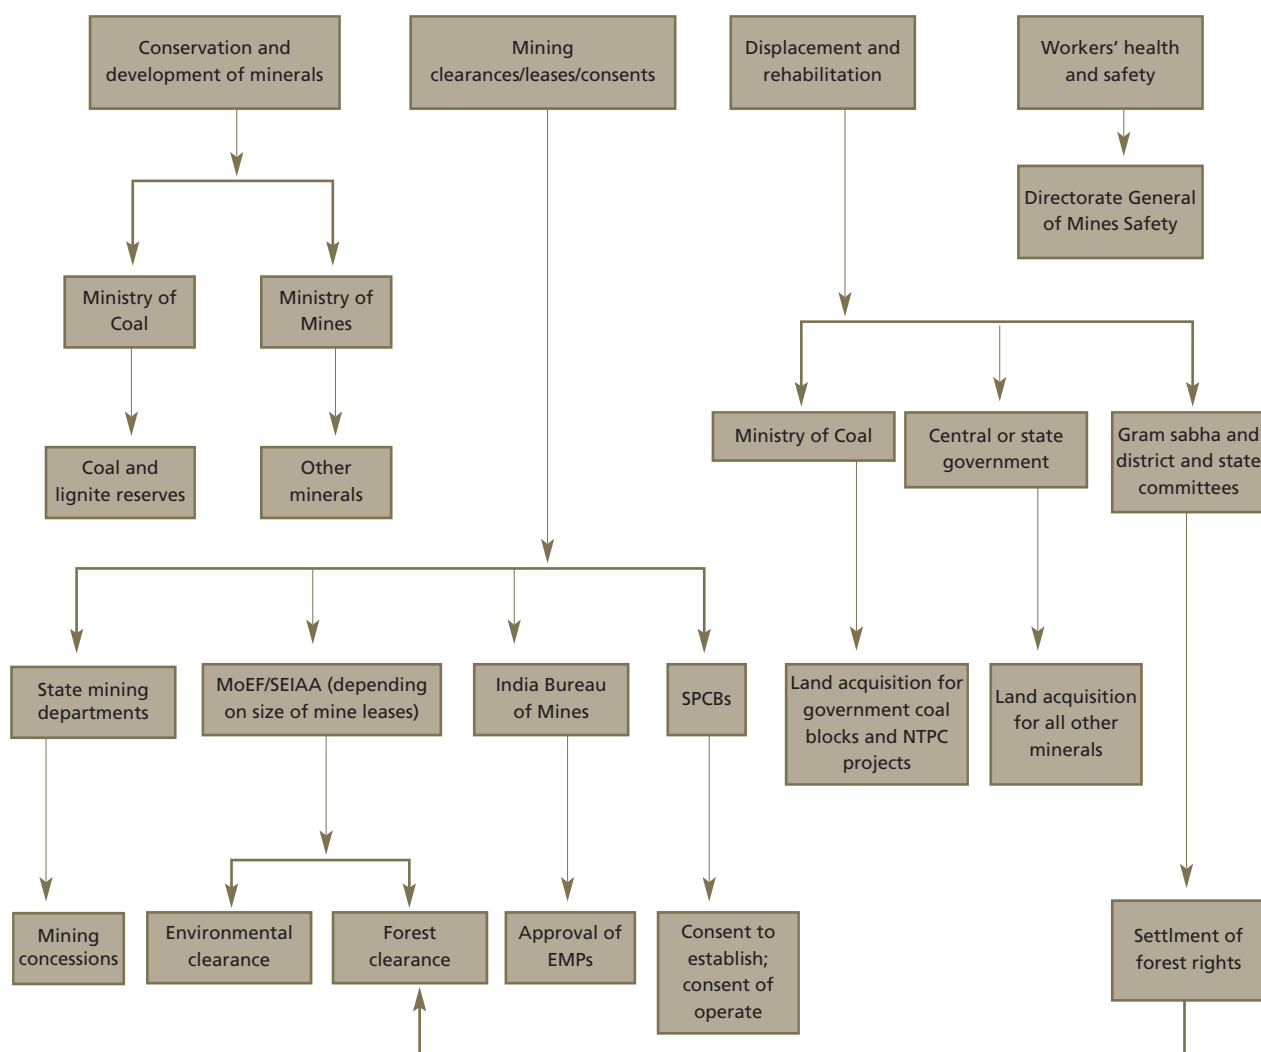 Conservation and
development of minerals
Mining
clearances/leases/consents
Displacement and
rehabilitation
Workers’ health
and safety
Directorate General
of Mines Safety
Ministry of
Coal
Ministry of
Mines
Ministry of Coal
Central or state
government
Gram sabha and
district and state
committees
Coal and
lignite reserves
Other
minerals
State mining
departments
MoEF/SEIAA (depending
on size of mine leases)
India Bureau
of Mines
SPCBs
Land acquisition for
government coal
blocks and NTPC
projects
Land acquisition
for all other
minerals
Mining
concessions
Environmental
clearance
Forest
clearance
Approval of
EMPs
Consent to
establish;
consent of
operate
Settlment of
forest rights